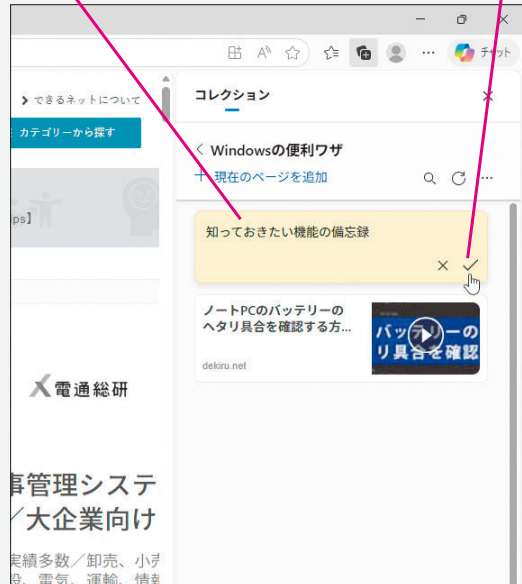 チャット
できるネットについて
カテゴリーから探す
ps】
電通総研
事管理システ
／大企業向け
実績多数／卸売、小売
設、電気、運輸、情報
コレクション
Windowsの便利ワザ
現在のページを追加
知っておきたい機能の備忘録
ノートPCのバッテリーの
ヘタリ具合を確認する方...
dekiru.net
バッテリーの
リ具合を確認